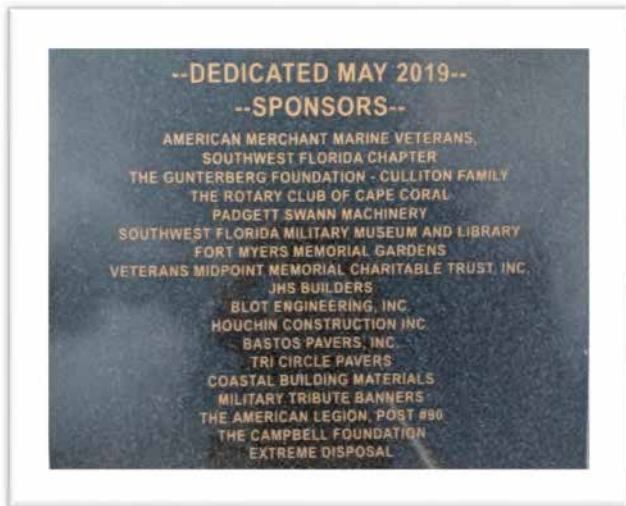 --DEDICATED MAY 2019--
--SPONSORS--
AMERICAN MERCHANT MARINE VETERANS,
SOUTHWEST FLORIDA CHAPTER
THE GUNTERBERG FOUNDATION - CULLITON FAMILY
THE ROTARY CLUB OF CAPE CORAL
PADGETT SWANN MACHINERY
SOUTHWEST FLORIDA MILITARY MUSEUM AND LIBRARY
FORT MYERS MEMORIAL GARDENS
VETERANS MIDPOINT MEMORIAL CHARITABLE TRUST, INC.
JHS BUILDERS
BLOT ENGINEERING, INC.
HOUCHIN CONSTRUCTION INC.
BASTOS PAVERS, INC.
TRI CIRCLE PAVERS
COASTAL BUILDING MATERIALS
MILITARY TRIBUTE BANNERS
THE AMERICAN LEGION, POST #90
THE CAMPBELL FOUNDATION
EXTREME DISPOSAL